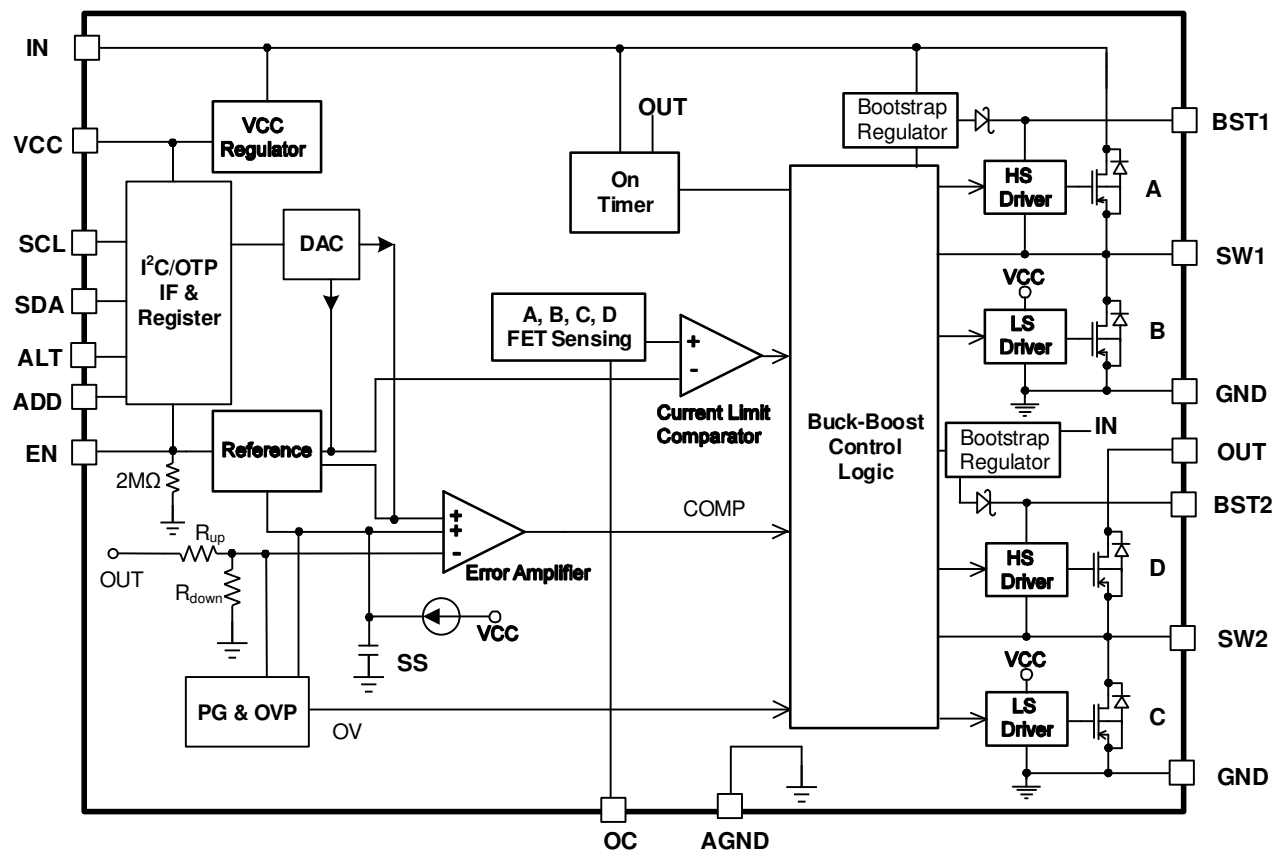 IN
VCC
SCL
SDA
ALT
ADD
EN
VCC
Regulator
I²C/OTP
IF &
Register
DAC
Reference
2MΩ
OUT
Rup
Rdown
PG & OVP
OV
SS
VCC
Error Amplifier
COMP
OUT
On
Timer
A, B, C, D
FET Sensing
Current Limit
Comparator
Buck-Boost
Control
Logic
Bootstrap
Regulator
HS
Driver
A
VCC
LS
Driver
B
Bootstrap
Regulator
IN
HS
Driver
D
VCC
LS
Driver
C
BST1
SW1
GND
OUT
BST2
SW2
GND
OC
AGND
+
-
+
+
-